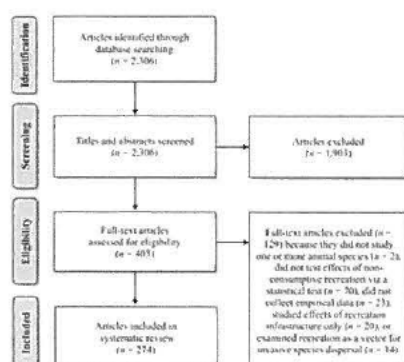 Identification
Articles identified through
database searching
(n = 2,306)
Screening
Titles and abstracts screened
(n = 2,306)
Articles excluded
(n = 1,903)
Eligibility
Full-text articles
assessed for eligibility
(n = 403)
Full-text articles excluded (n =
129) because they did not study
one or more animal species (n = 2),
did not test effects of non-
consumptive recreation via a
statistical test (n = 70), did not
collect empirical data (n = 23),
studied effects of recreation
infrastructure only (n = 20), or
examined recreation as a vector for
invasive species dispersal (n = 14)
Included
Articles included in
systematic review
(n = 274)